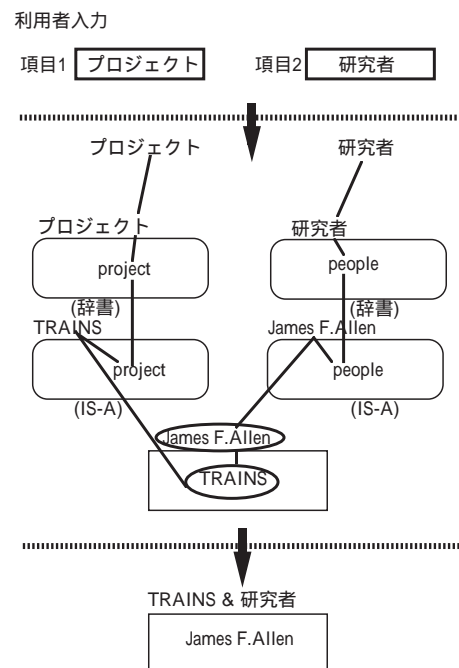 利用者入力
項目1 プロジェクト 項目2 研究者
プロジェクト 研究者
プロジェクト 研究者
project people
(辞書) (辞書)
TRAINS James F.Allen
project people
(IS-A) (IS-A)
James F.Allen
TRAINS
TRAINS & 研究者
James F.Allen